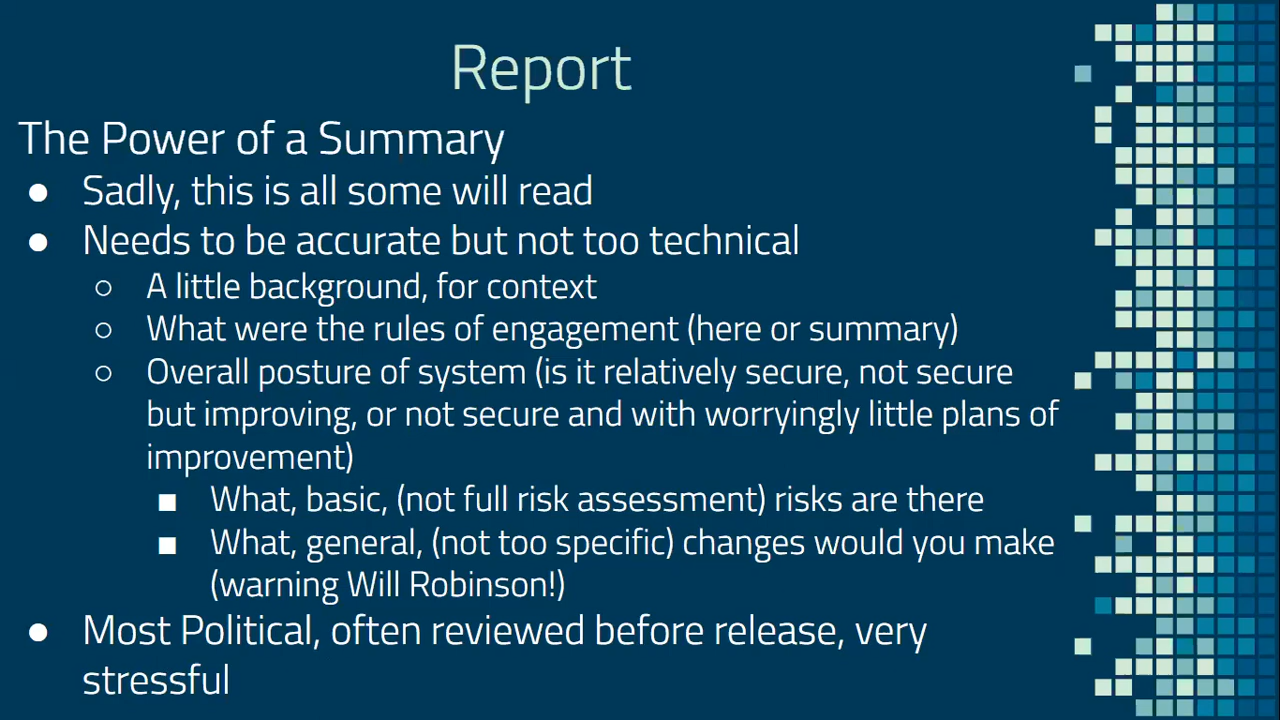 Report
The Power of a Summary
● Sadly, this is all some will read
● Needs to be accurate but not too technical
○ A little background, for context
○ What were the rules of engagement (here or summary)
○ Overall posture of system (is it relatively secure, not secure
but improving, or not secure and with worryingly little plans of
improvement)
■ What, basic, (not full risk assessment) risks are there
■ What, general, (not too specific) changes would you make
(warning Will Robinson!)
● Most Political, often reviewed before release, very
stressful